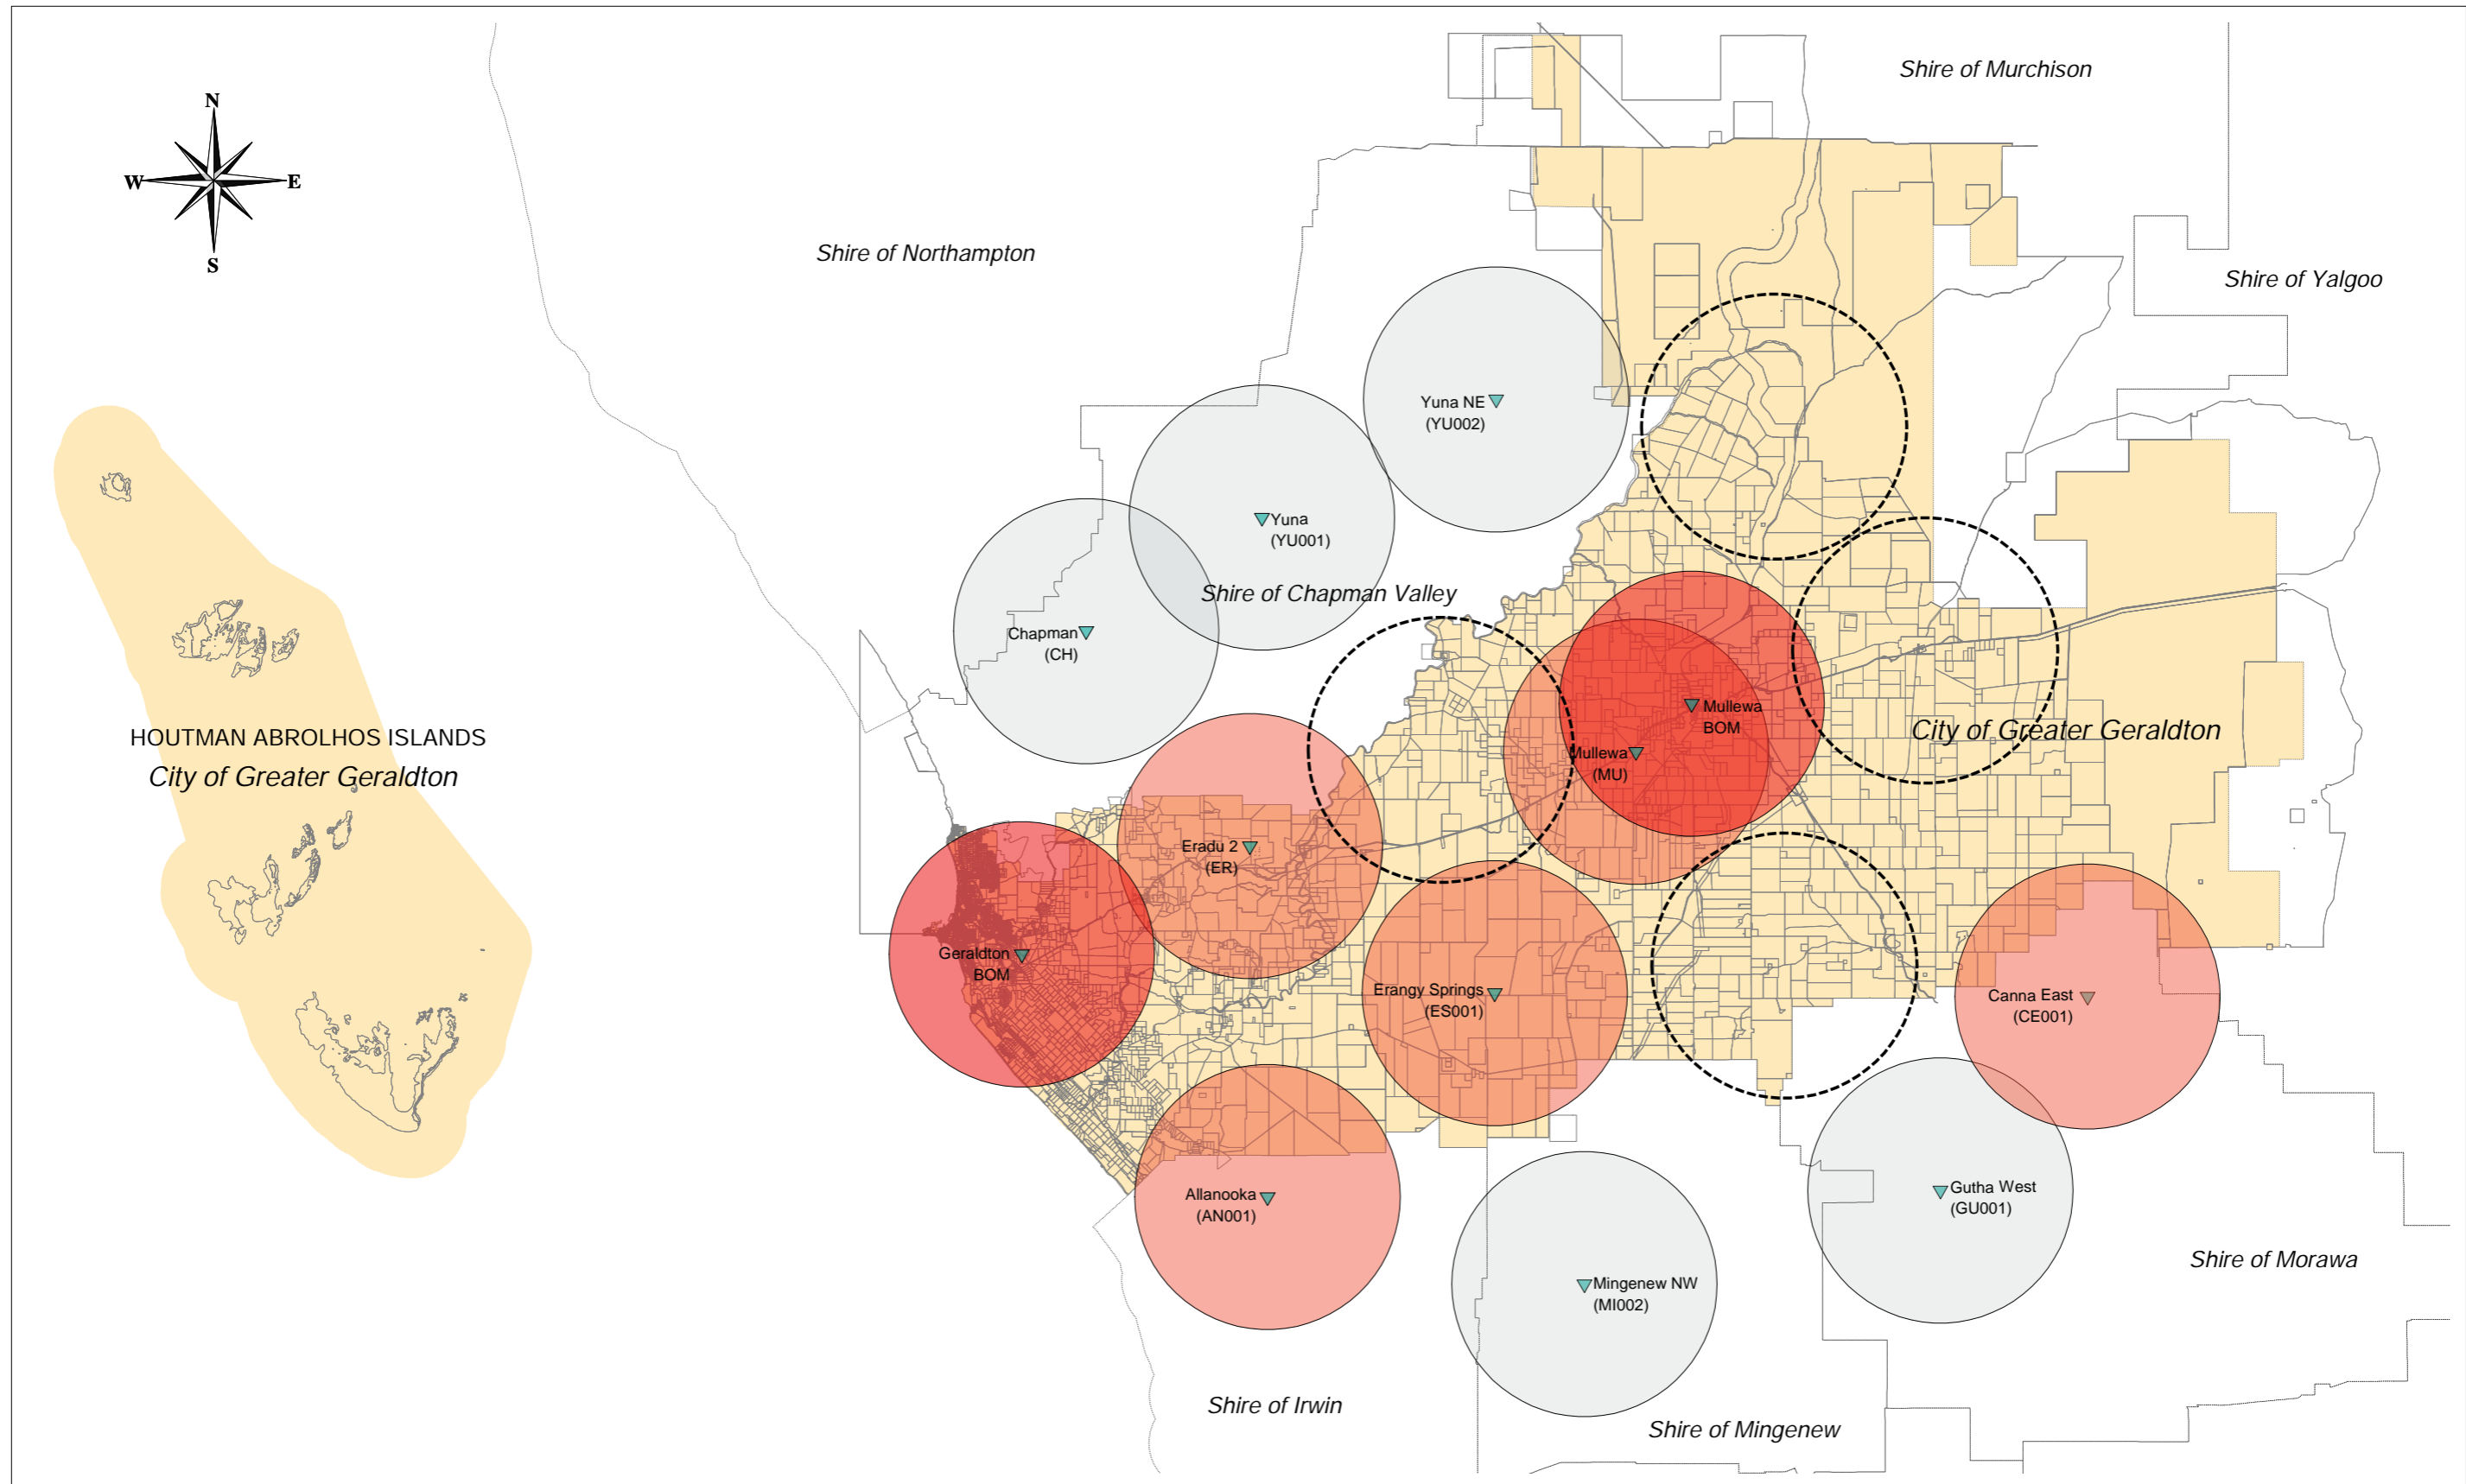 Shire of Murchison
N
W
E
S
Shire of Northampton
Shire of Yalgoo
Yuna NE
(YU002)
Yuna
(YU001)
Shire of Chapman Valley
Chapman
(CH)
Mullewa
BOM
Mullewa
(MU)
City of Greater Geraldton
HOUTMAN ABROLHOS ISLANDS
City of Greater Geraldton
Eradu 2
(ER)
Geraldton
BOM
Erangy Springs
(ES001)
Canna East
(CE001)
Allanooka
(AN001)
Gutha West
(GU001)
Mingenew NW
(MI002)
Shire of Morawa
Shire of Irwin
Shire of Mingenew